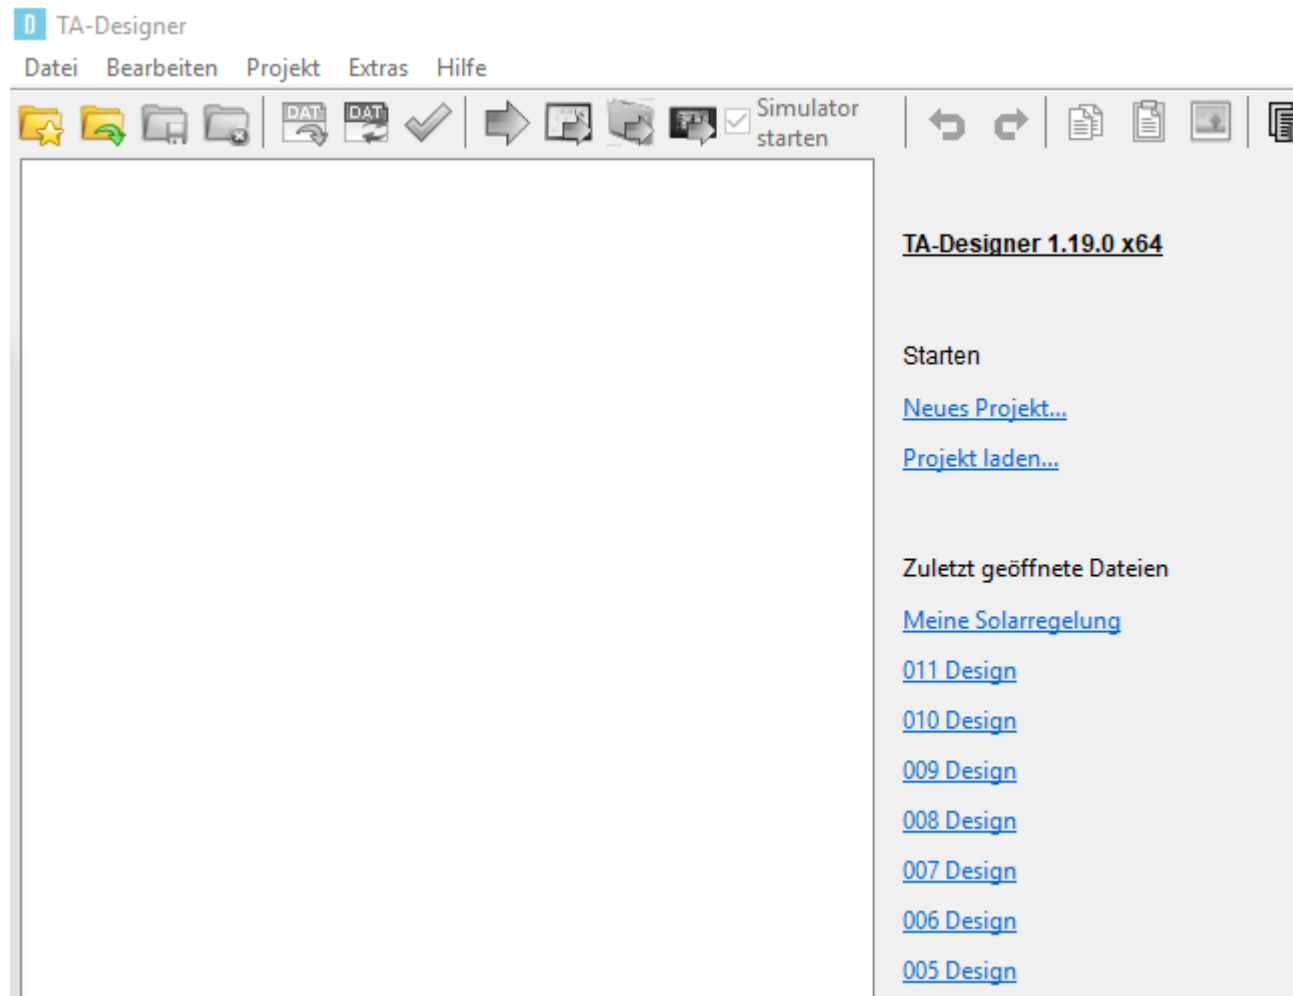 D TA-Designer
Datei Bearbeiten Projekt Extras Hilfe
DAT DAT Simulator
starten
TA-Designer 1.19.0 x64
Starten
Neues Projekt...
Projekt laden...
Zuletzt geöffnete Dateien
Meine Solarregelung
011 Design
010 Design
009 Design
008 Design
007 Design
006 Design
005 Design